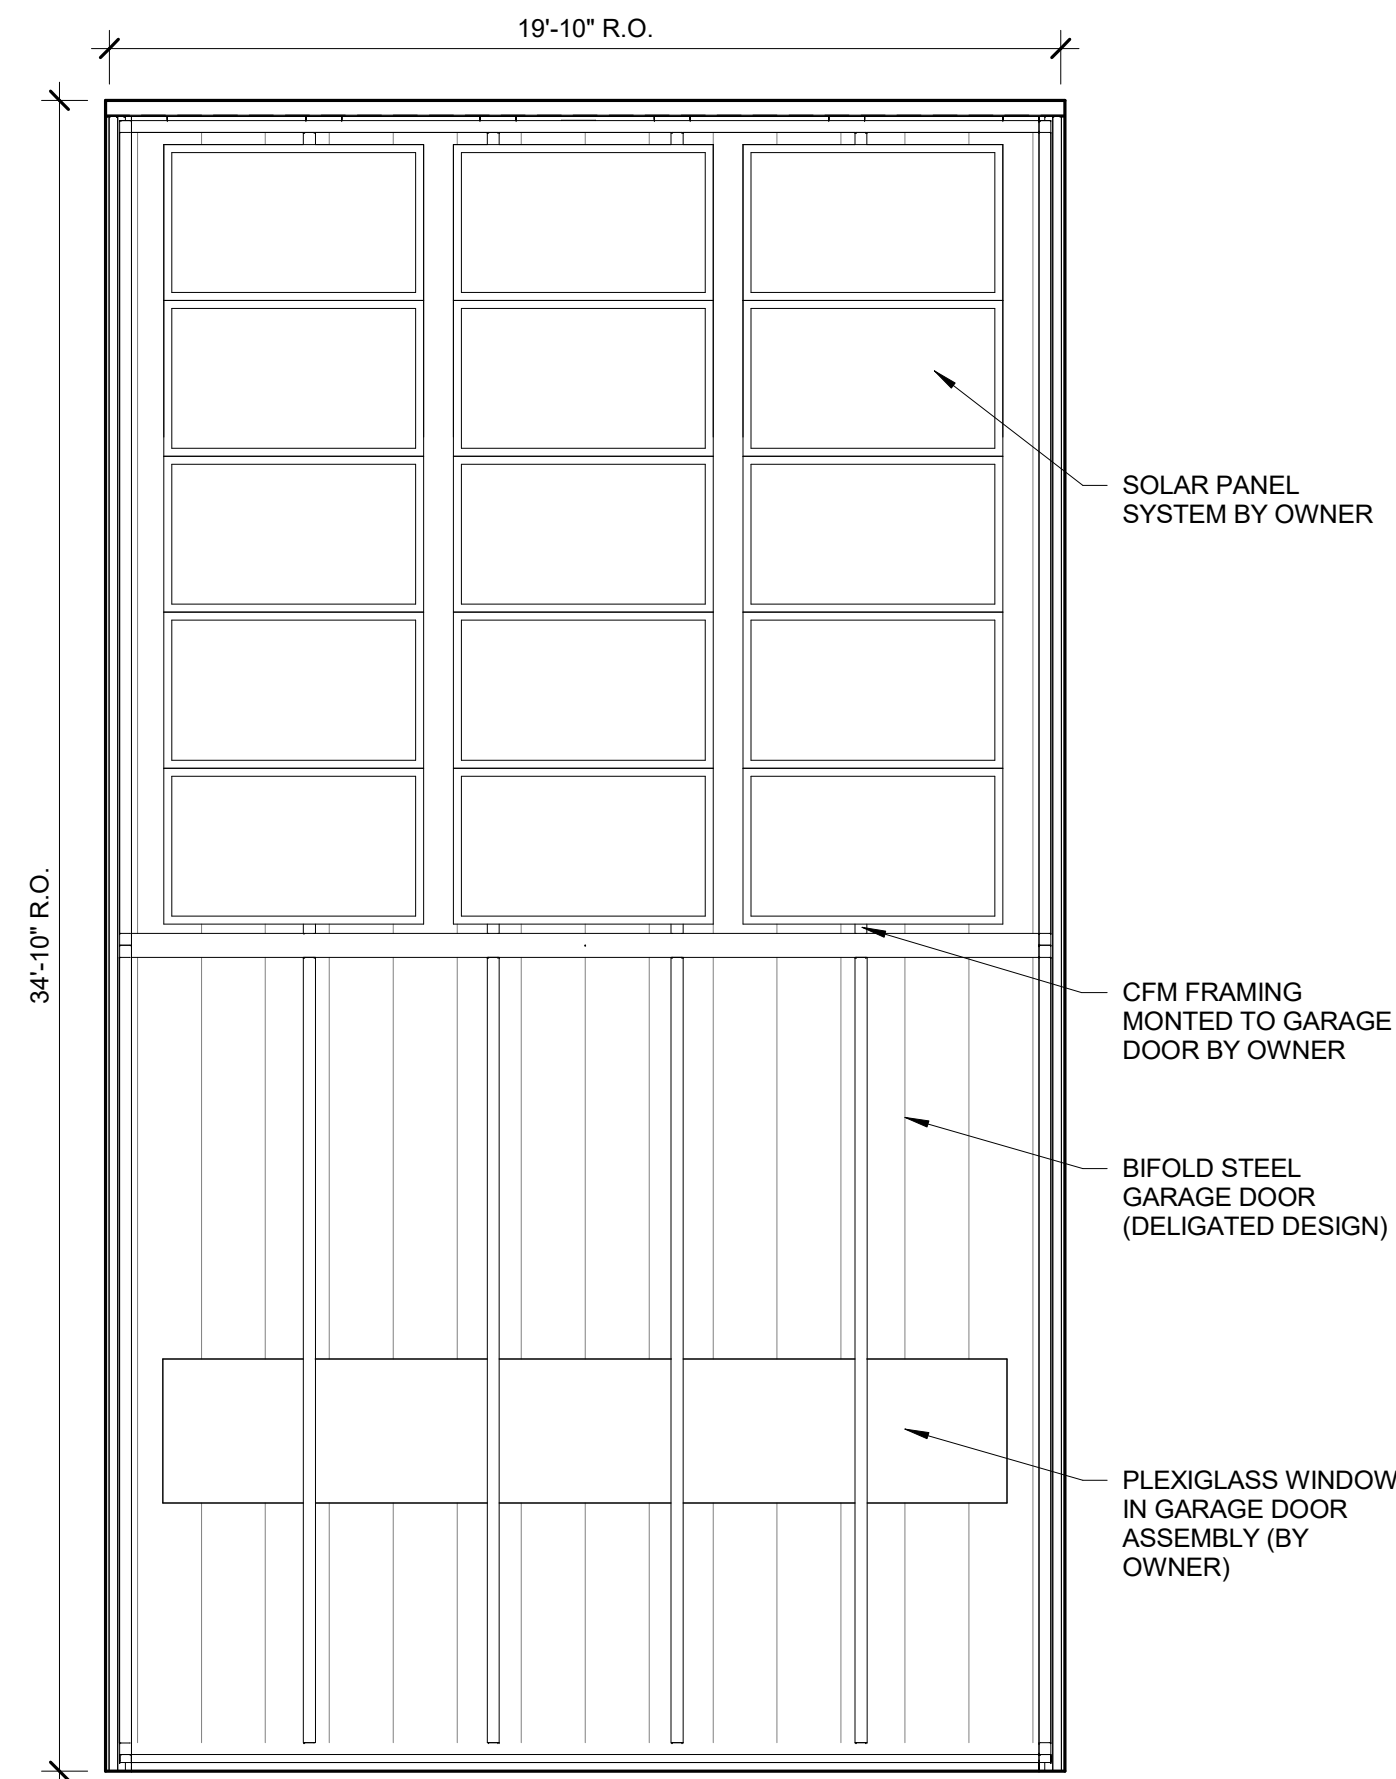 19'-10" R.O.
34'-10" R.O.
SOLAR PANEL
SYSTEM BY OWNER
CFM FRAMING
MONTED TO GARAGE
DOOR BY OWNER
BIFOLD STEEL
GARAGE DOOR
(DELIGATED DESIGN)
PLEXIGLASS WINDOW
IN GARAGE DOOR
ASSEMBLY (BY
OWNER)